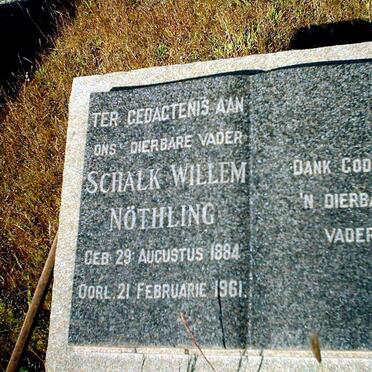 TER GEDAGTENIS AAN
ONS DIERBARE VADER
SCHALK WILLEM
NÖTHLING
GEB. 29 AUGUSTUS 1884
OORL. 21 FEBRUARIE 1961.
DANK GOD
'N DIERBA
VADER